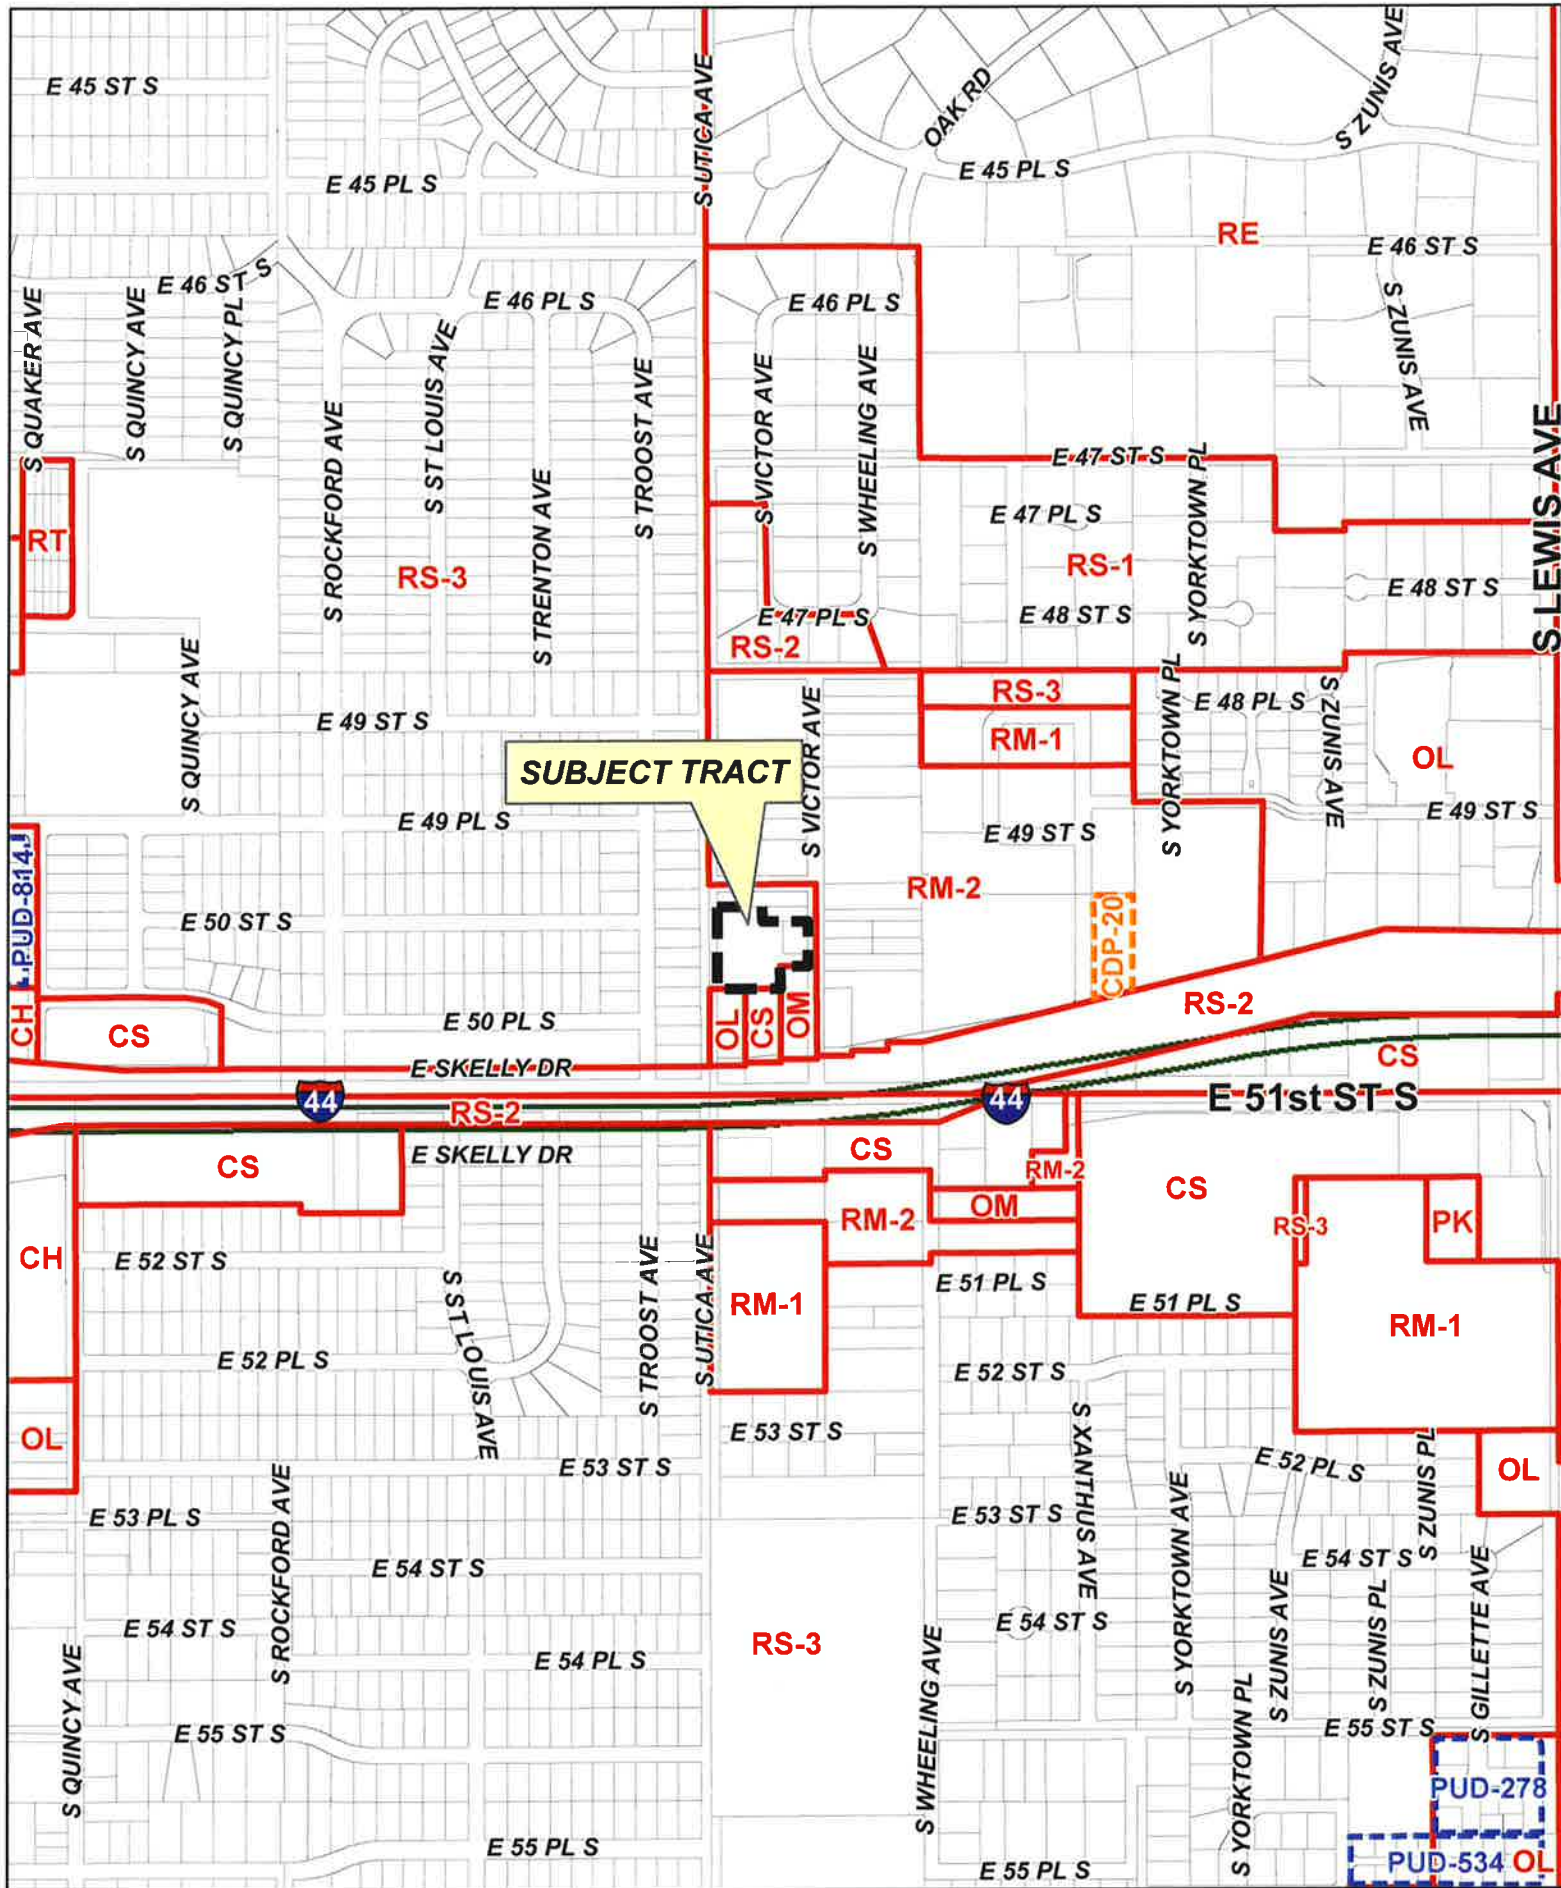 E 45 ST S
S UTICA AVE
OAK RD
S ZUNIS AVE
E 45 PL S
E 45 PL S
RE
E 46 ST S
E 46 ST S
S QUAKER AVE
S QUINCY AVE
S QUINCY PL
E 46 PL S
E 46 PL S
S ZUNIS AVE
S ROCKFORD AVE
S ST LOUIS AVE
S TRENTON AVE
S TROOST AVE
S VICTOR AVE
S WHEELING AVE
E 47 ST S
S YORKTOWN PL
S LEWIS AVE
RT
RS-3
E 47 PL S
RS-1
E 48 ST S
E 47 PL S
E 48 ST S
RS-2
S QUINCY AVE
E 49 ST S
S VICTOR AVE
RS-3
RM-1
S YORKTOWN PL
E 48 PL S
S ZUNIS AVE
OL
SUBJECT TRACT
E 49 PL S
E 49 ST S
E 49 ST S
PUD-814
RM-2
E 50 ST S
CDP-20
CH
CS
E 50 PL S
OL
CS
OM
RS-2
E SKELLY DR
CS
44
RS-2
44
E 51st ST S
CS
E SKELLY DR
CS
RM-2
CS
CH
E 52 ST S
S ST LOUIS AVE
S TROOST AVE
S UTICA AVE
RM-2
OM
RS-3
PK
RM-1
E 51 PL S
E 51 PL S
RM-1
E 52 PL S
E 52 ST S
OL
E 53 ST S
E 53 ST S
S XANTHUS AVE
E 52 PL S
S ZUNIS PL
OL
E 53 PL S
S ROCKFORD AVE
E 53 ST S
S YORKTOWN AVE
E 54 ST S
E 54 ST S
S ZUNIS AVE
S ZUNIS PL
S GILLETTE AVE
E 54 ST S
E 54 ST S
S QUINCY AVE
E 54 PL S
RS-3
S WHEELING AVE
S YORKTOWN PL
E 55 ST S
E 55 ST S
PUD-278
E 55 PL S
E 55 PL S
PUD-534
OL